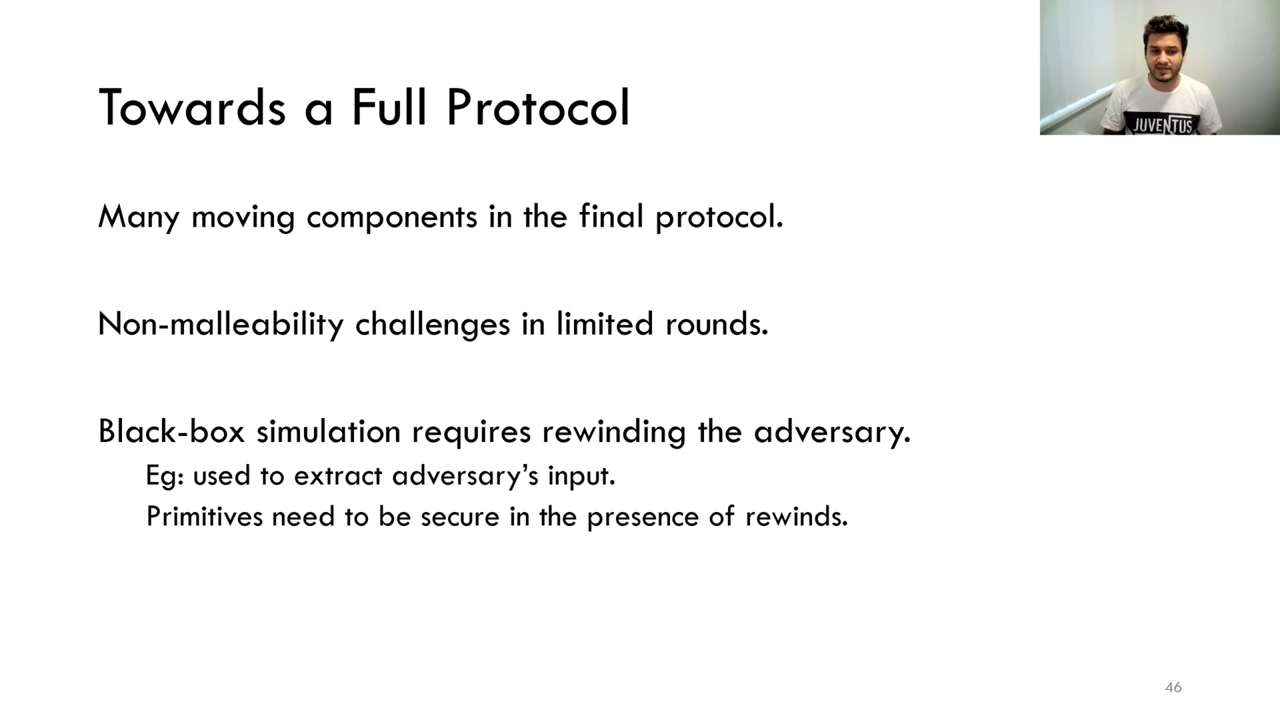 Towards a Full Protocol
JUVENTUS
Many moving components in the final protocol.
Non-malleability challenges in limited rounds.
Black-box simulation requires rewinding the adversary.
Eg: used to extract adversary’s input.
Primitives need to be secure in the presence of rewinds.
46